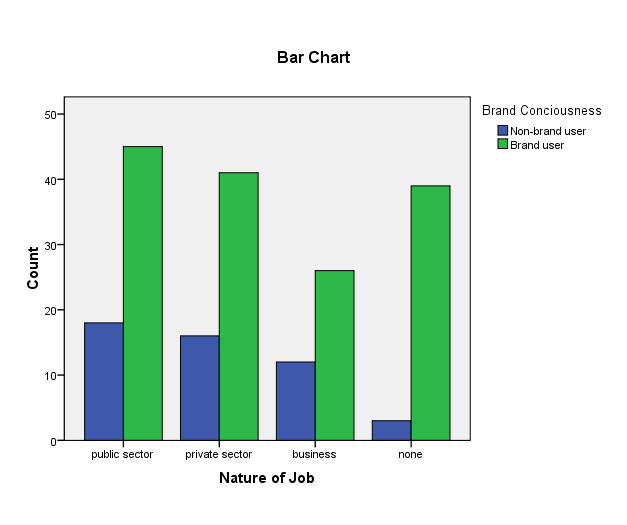 Bar Chart
Brand Conciousness
Non-brand user
Brand user
Count
50
40
30
20
10
0
public sector
private sector
business
none
Nature of Job